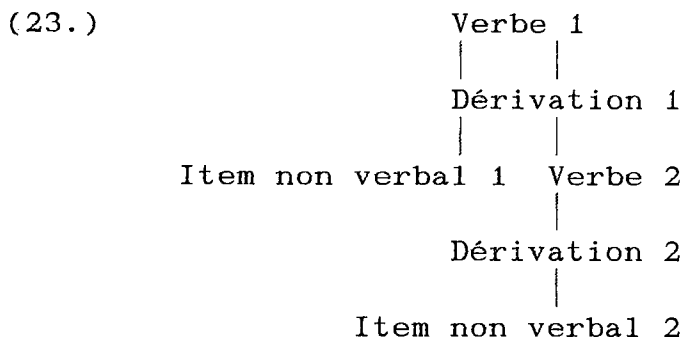 (23.) Verbe 1
Dérivation 1
Item non verbal 1 Verbe 2
Dérivation 2
Item non verbal 2